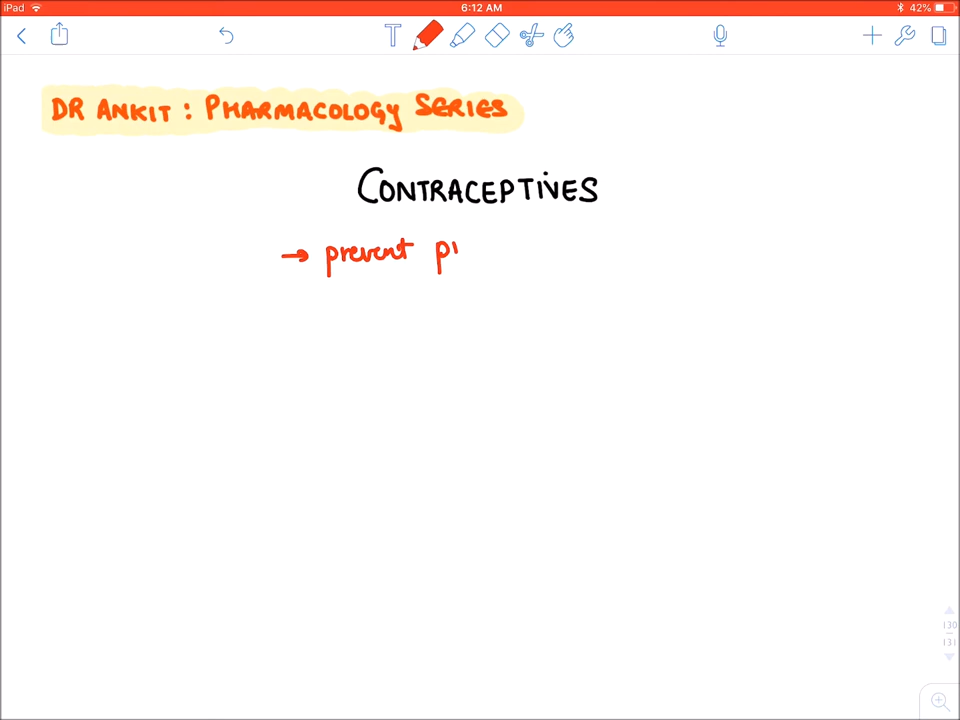 iPad 6:12 AM 42%
T
DR ANKIT : PHARMACOLOGY SERIES
CONTRACEPTIVES
→ prevent
130
131